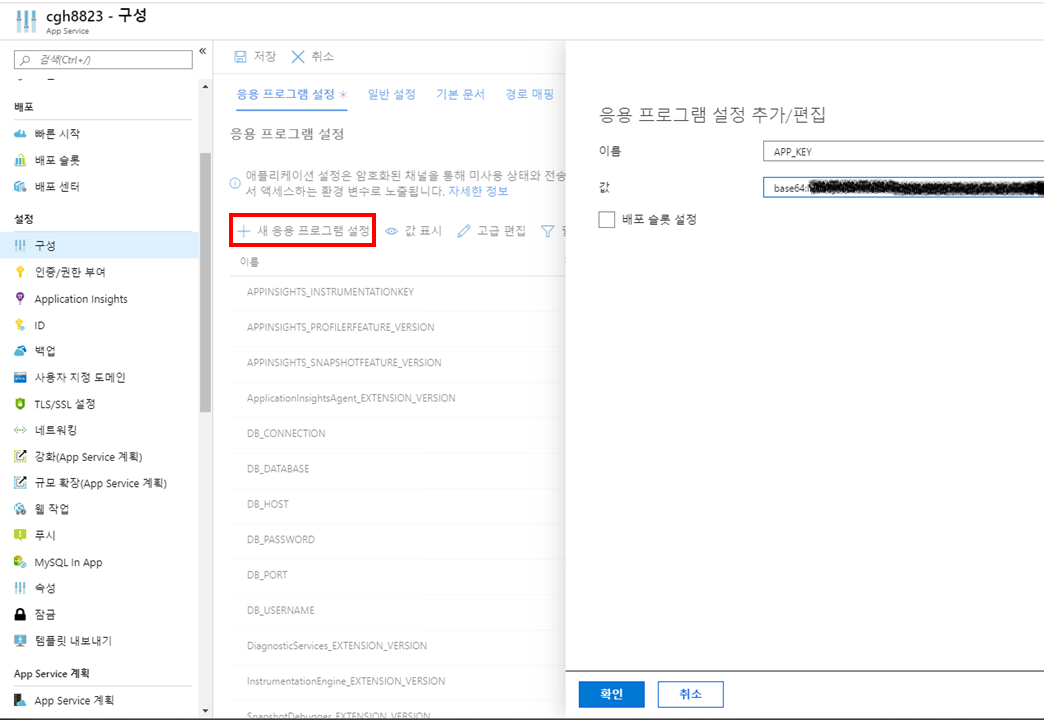 cgh8823 - 구성
App Service
검색(Ctrl+/)
«
배포
빠른 시작
배포 슬롯
배포 센터
설정
구성
인증/권한 부여
Application Insights
ID
백업
사용자 지정 도메인
TLS/SSL 설정
네트워킹
강화(App Service 계획)
규모 확장(App Service 계획)
웹 작업
푸시
MySQL In App
속성
잠금
템플릿 내보내기
App Service 계획
App Service 계획
저장 취소
응용 프로그램 설정 일반 설정 기본 문서 경로 매핑
응용 프로그램 설정
애플리케이션 설정은 암호화된 채널을 통해 미사용 상태와 전송
서 액세스하는 환경 변수로 노출됩니다. 자세한 정보
새 응용 프로그램 설정 값 표시 고급 편집
이름
APPINSIGHTS_INSTRUMENTATIONKEY
APPINSIGHTS_PROFILERFEATURE_VERSION
APPINSIGHTS_SNAPSHOTFEATURE_VERSION
ApplicationInsightsAgent_EXTENSION_VERSION
DB_CONNECTION
DB_DATABASE
DB_HOST
DB_PASSWORD
DB_PORT
DB_USERNAME
DiagnosticServices_EXTENSION_VERSION
InstrumentationEngine_EXTENSION_VERSION
SnapshotDebugger_EXTENSION_VERSION
응용 프로그램 설정 추가/편집
이름
APP_KEY
값
base64:
배포 슬롯 설정
확인 취소